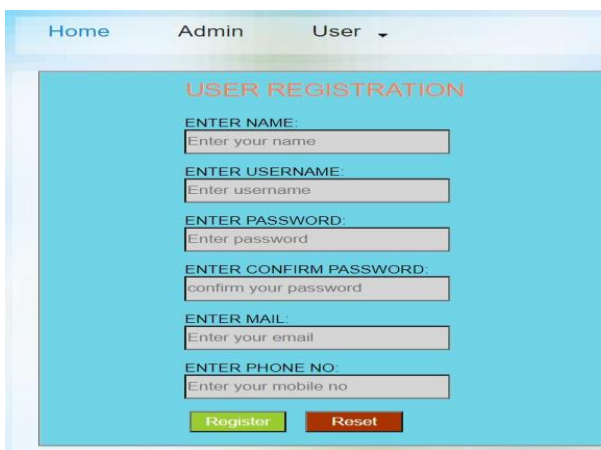 Home Admin User
USER REGISTRATION
ENTER NAME:
Enter your name
ENTER USERNAME:
Enter username
ENTER PASSWORD:
Enter password
ENTER CONFIRM PASSWORD:
confirm your password
ENTER MAIL:
Enter your email
ENTER PHONE NO:
Enter your mobile no
Register Reset